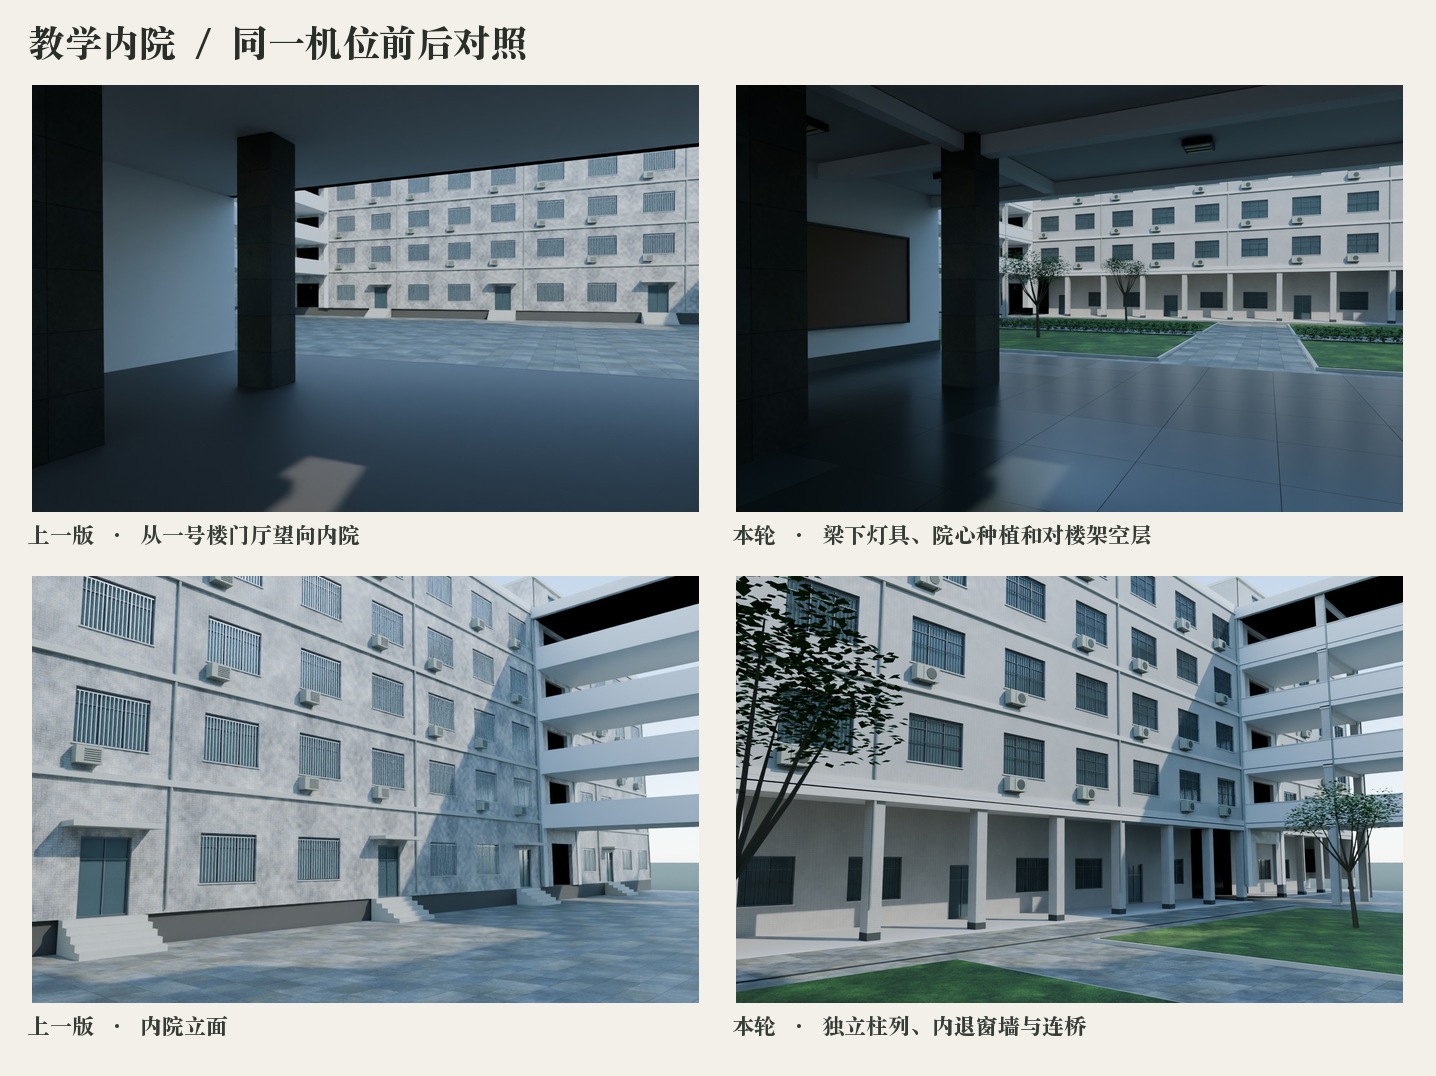 教学内院 / 同一机位前后对照
上一版 · 从一号楼门厅望向内院
本轮 · 梁下灯具、院心种植和对楼架空层
上一版 · 内院立面
本轮 · 独立柱列、内退窗墙与连桥